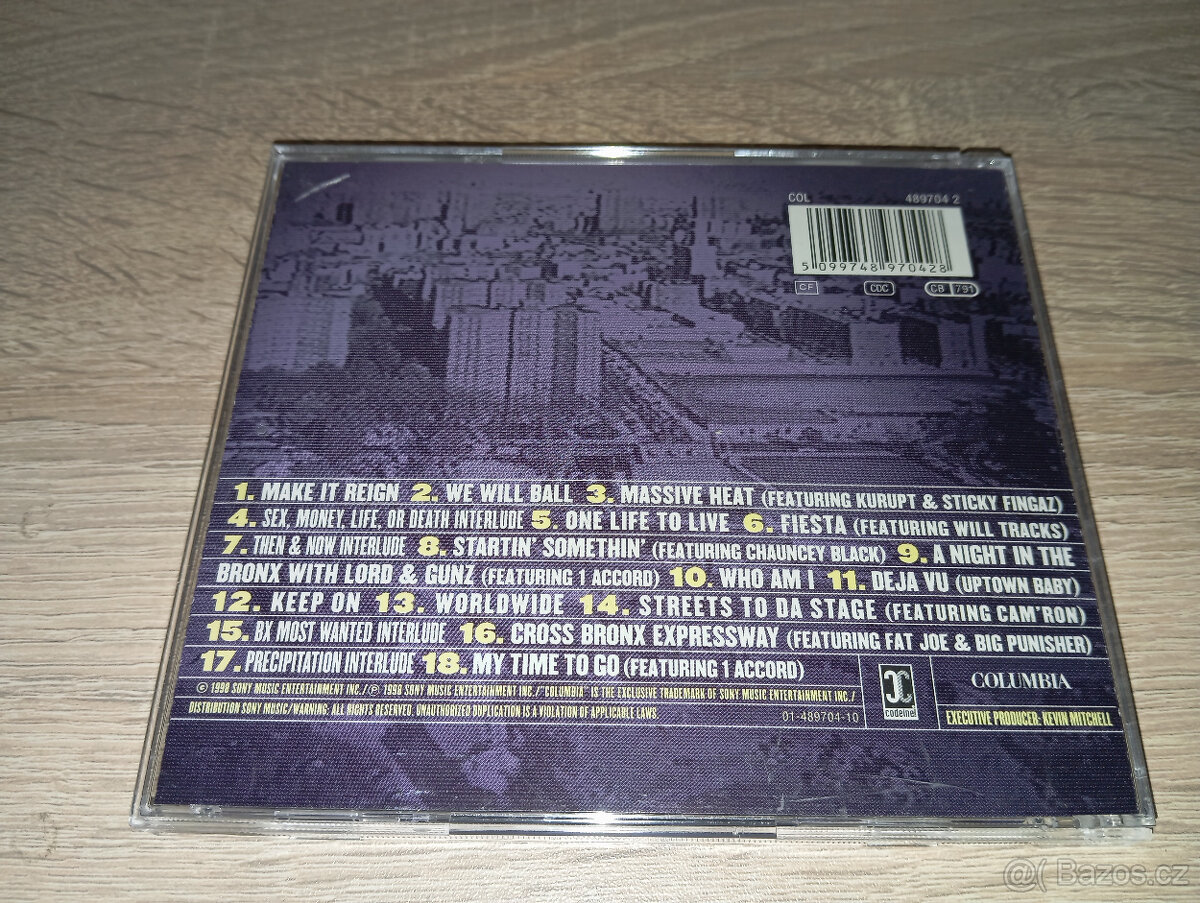 COL 489704 2
5 099748 970428
CF CDC CB 791
1. MAKE IT REIGN 2. WE WILL BALL 3. MASSIVE HEAT (FEATURING KURUPT & STICKY FINGAZ)
4. SEX, MONEY, LIFE, OR DEATH INTERLUDE 5. ONE LIFE TO LIVE 6. FIESTA (FEATURING WILL TRACKS)
7. THEN & NOW INTERLUDE 8. STARTIN' SOMETHIN' (FEATURING CHAUNCEY BLACK) 9. A NIGHT IN THE
BRONX WITH LORD & GUNZ (FEATURING 1 ACCORD) 10. WHO AM I 11. DEJA VU (UPTOWN BABY)
12. KEEP ON 13. WORLDWIDE 14. STREETS TO DA STAGE (FEATURING CAM'RON)
15. BX MOST WANTED INTERLUDE 16. CROSS BRONX EXPRESSWAY (FEATURING FAT JOE & BIG PUNISHER)
17. PRECIPITATION INTERLUDE 18. MY TIME TO GO (FEATURING 1 ACCORD)
© 1998 SONY MUSIC ENTERTAINMENT INC./℗ 1998 SONY MUSIC ENTERTAINMENT INC./"COLUMBIA" IS THE EXCLUSIVE TRADEMARK OF SONY MUSIC ENTERTAINMENT INC./
DISTRIBUTION SONY MUSIC/WARNING: ALL RIGHTS RESERVED. UNAUTHORIZED DUPLICATION IS A VIOLATION OF APPLICABLE LAWS.
01-489704-10
codeine!
COLUMBIA
EXECUTIVE PRODUCER: KEVIN MITCHELL
@( Bazos.cz